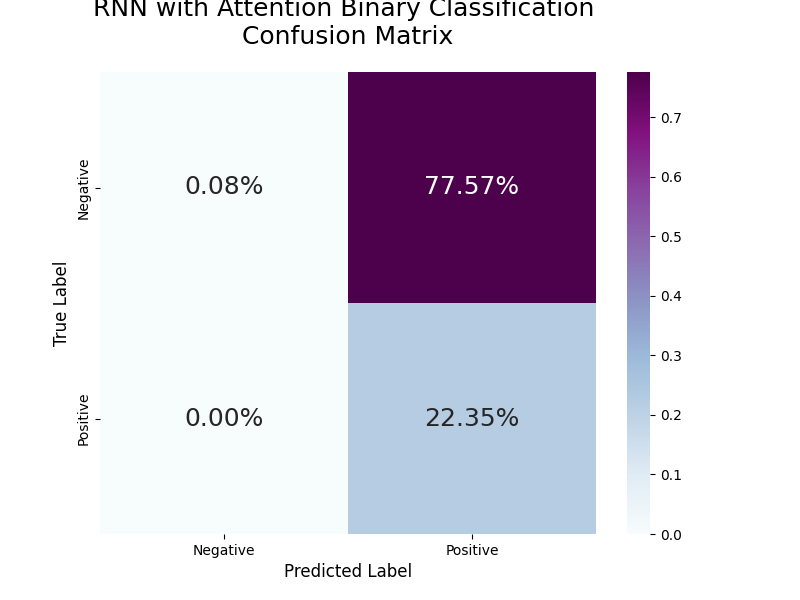 RNN with Attention Binary Classification
Confusion Matrix
Negative
0.08%
77.57%
Positive
0.00%
22.35%
True Label
Negative
Positive
Predicted Label
0.7
0.6
0.5
0.4
0.3
0.2
0.1
0.0